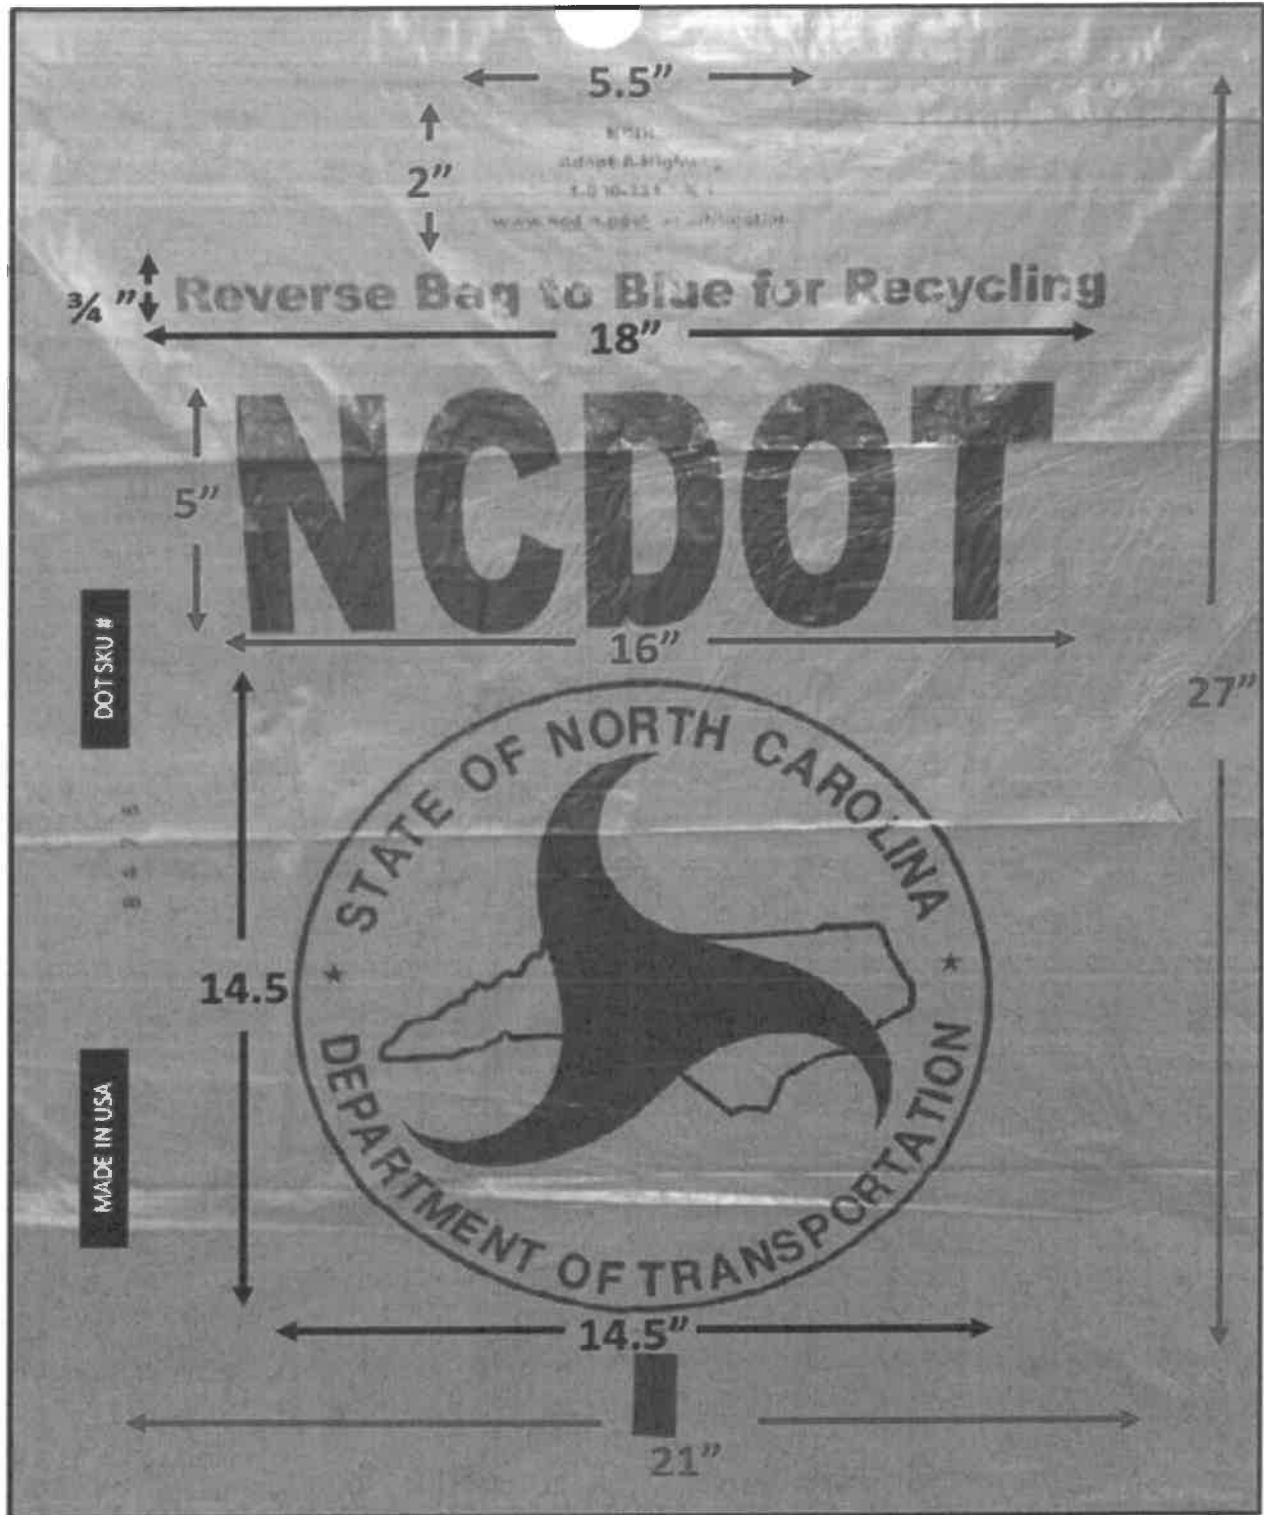 5.5”
2”
¾ ”
Reverse Bag to Blue for Recycling
18”
NCDOT
5”
16”
27”
DOT SKU #
MADE IN USA
STATE OF NORTH CAROLINA
DEPARTMENT OF TRANSPORTATION
14.5
14.5”
21”